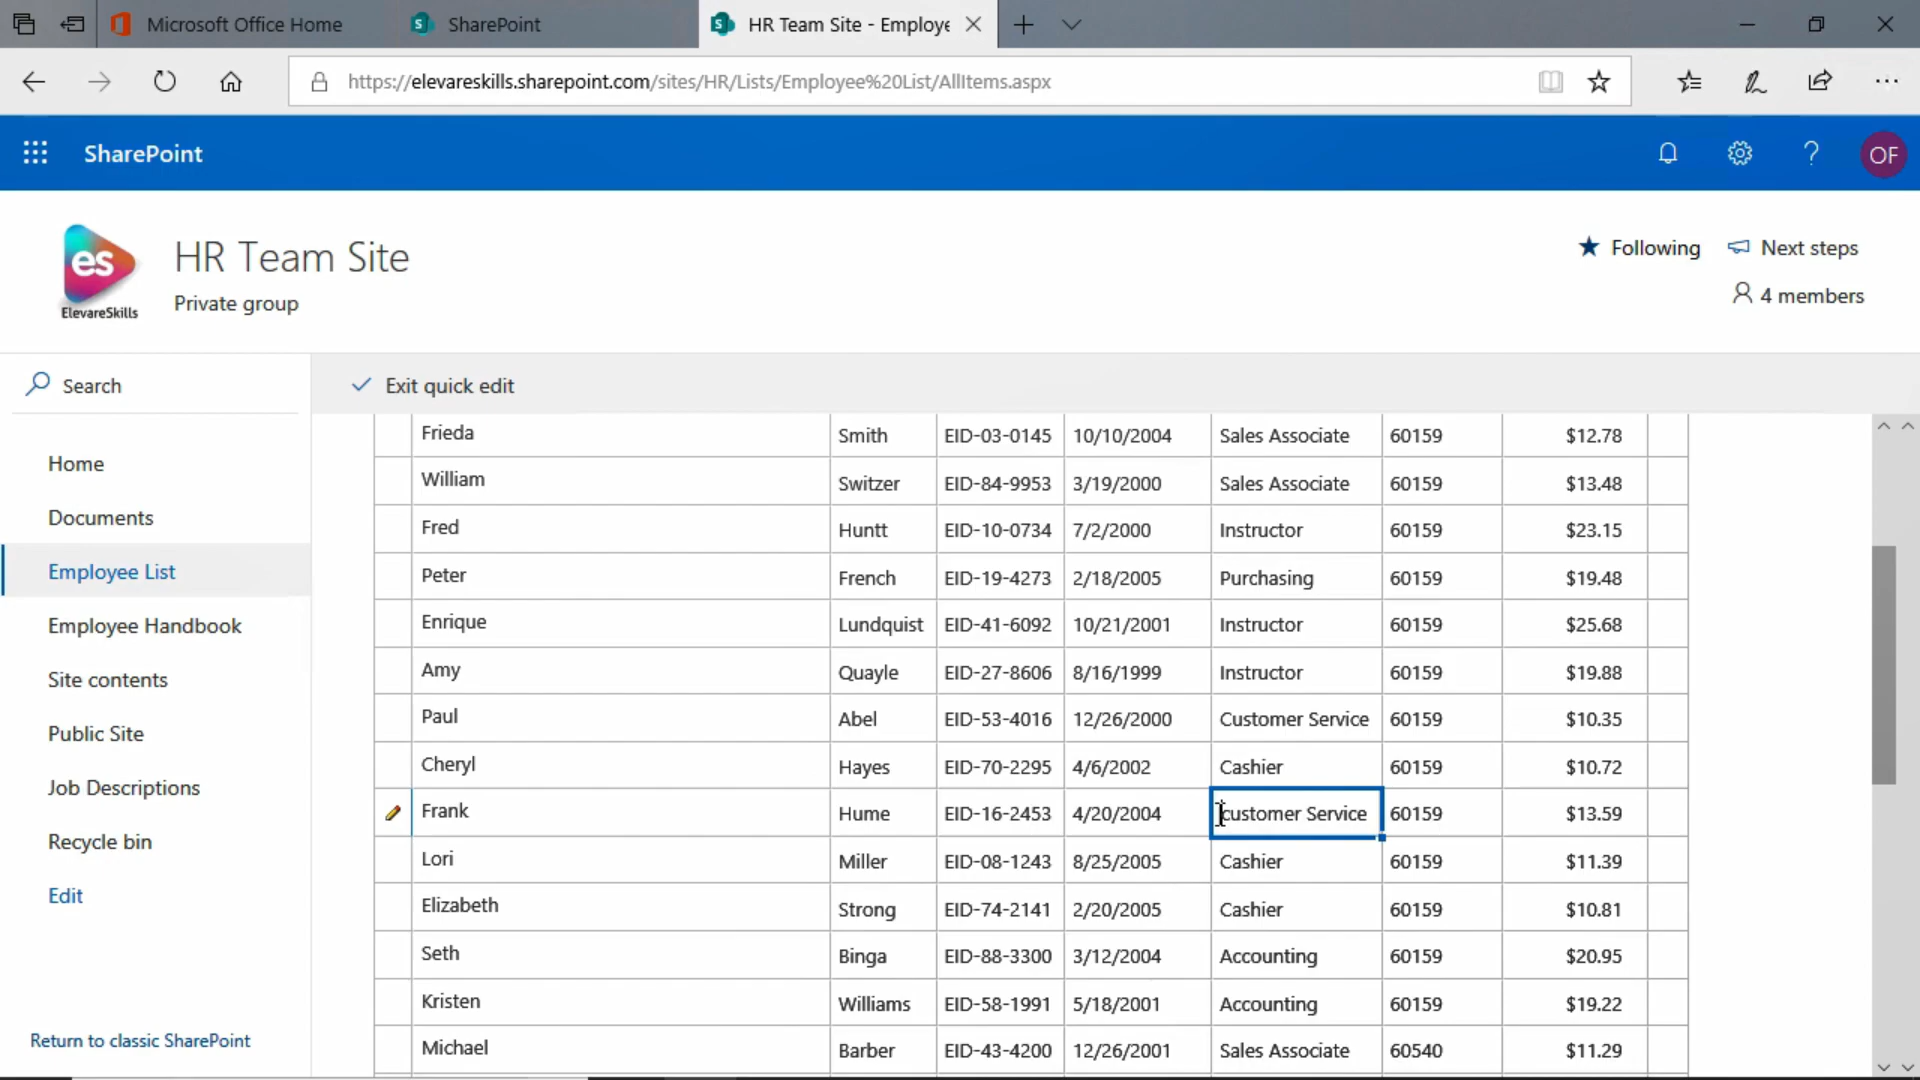 Microsoft Office Home
SharePoint
HR Team Site - Employe
https://elevareskills.sharepoint.com/sites/HR/Lists/Employee%20List/AllItems.aspx
SharePoint
?
OF
es
ElevareSkills
HR Team Site
Private group
Following
Next steps
4 members
Search
Exit quick edit
Home
Documents
Employee List
Employee Handbook
Site contents
Public Site
Job Descriptions
Recycle bin
Edit
Return to classic SharePoint
Frieda Smith EID-03-0145 10/10/2004 Sales Associate 60159 $12.78
William Switzer EID-84-9953 3/19/2000 Sales Associate 60159 $13.48
Fred Huntt EID-10-0734 7/2/2000 Instructor 60159 $23.15
Peter French EID-19-4273 2/18/2005 Purchasing 60159 $19.48
Enrique Lundquist EID-41-6092 10/21/2001 Instructor 60159 $25.68
Amy Quayle EID-27-8606 8/16/1999 Instructor 60159 $19.88
Paul Abel EID-53-4016 12/26/2000 Customer Service 60159 $10.35
Cheryl Hayes EID-70-2295 4/6/2002 Cashier 60159 $10.72
Frank Hume EID-16-2453 4/20/2004 customer Service 60159 $13.59
Lori Miller EID-08-1243 8/25/2005 Cashier 60159 $11.39
Elizabeth Strong EID-74-2141 2/20/2005 Cashier 60159 $10.81
Seth Binga EID-88-3300 3/12/2004 Accounting 60159 $20.95
Kristen Williams EID-58-1991 5/18/2001 Accounting 60159 $19.22
Michael Barber EID-43-4200 12/26/2001 Sales Associate 60540 $11.29